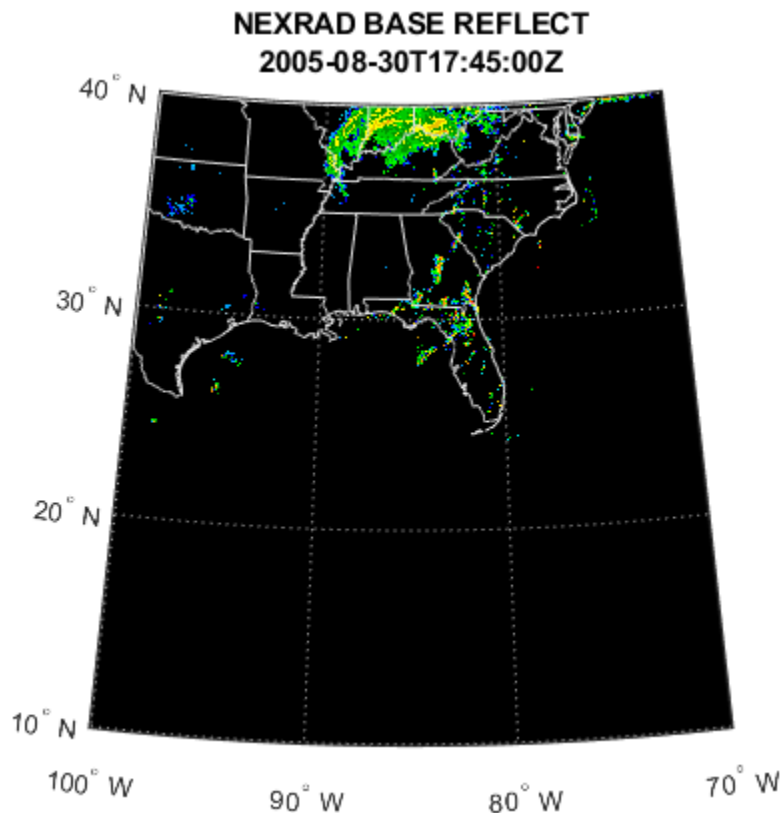 NEXRAD BASE REFLECT
2005-08-30T17:45:00Z
40° N
30° N
20° N
10° N
100° W
90° W
80° W
70° W